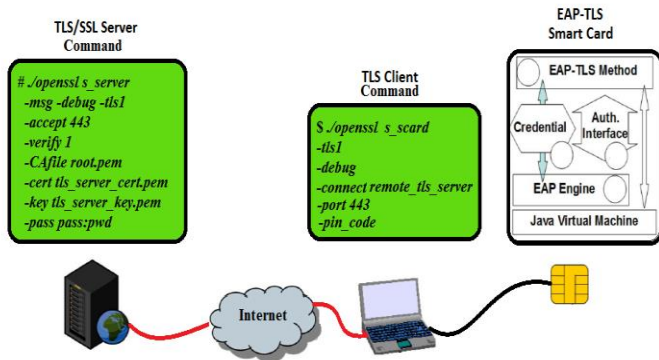 TLS/SSL Server
Command
# ./openssl s_server
-msg -debug -tls1
-accept 443
-verify 1
-CAfile root.pem
-cert tls_server_cert.pem
-key tls_server_key.pem
-pass pass:pwd
TLS Client
Command
$ ./openssl s_scard
-tls1
-debug
-connect remote_tls_server
-port 443
-pin_code
EAP-TLS
Smart Card
EAP-TLS Method
Credential
Auth.
Interface
EAP Engine
Java Virtual Machine
Internet